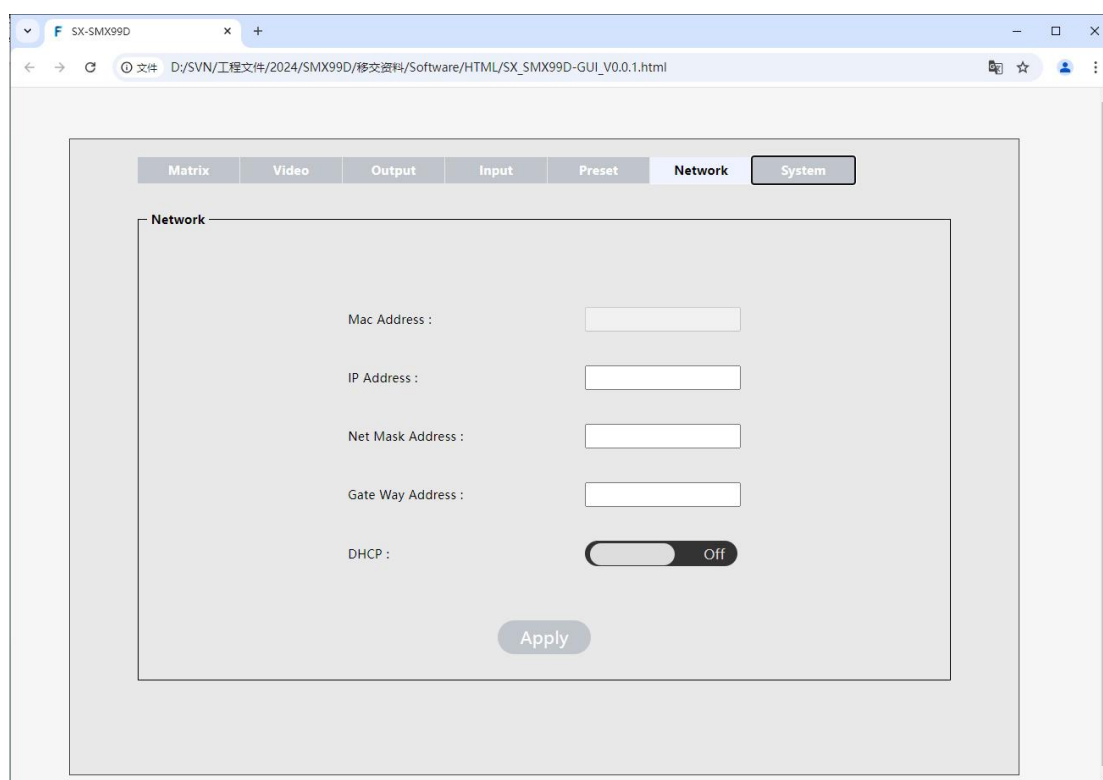 F SX-SMX99D
文件 D:/SVN/工程文件/2024/SMX99D/移交资料/Software/HTML/SX_SMX99D-GUI_V0.0.1.html
Matrix Video Output Input Preset Network System
Network
Mac Address :
IP Address :
Net Mask Address :
Gate Way Address :
DHCP : Off
Apply